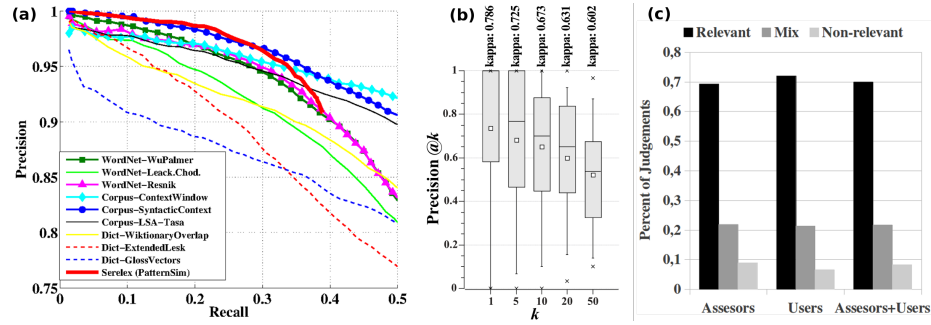 (a)
1
0.95
0.9
0.85
0.8
0.75
Precision
WordNet-WuPalmer
WordNet-Leack.Chod.
WordNet-Resnik
Corpus-ContextWindow
Corpus-SyntacticContext
Corpus-LSA-Tasa
Dict-WiktionaryOverlap
Dict-ExtendedLesk
Dict-GlossVectors
Serelex (PatternSim)
0 0.1 0.2 0.3 0.4 0.5
Recall
(b)
kappa: 0.786
kappa: 0.725
kappa: 0.673
kappa: 0.631
kappa: 0.602
1
0.8
0.6
0.4
0.2
0
Precision @k
1 5 10 20 50
k
(c)
Relevant Mix Non-relevant
0,8
0,7
0,6
0,5
0,4
0,3
0,2
0,1
0
Percent of Judgements
Assesors Users Assesors+Users